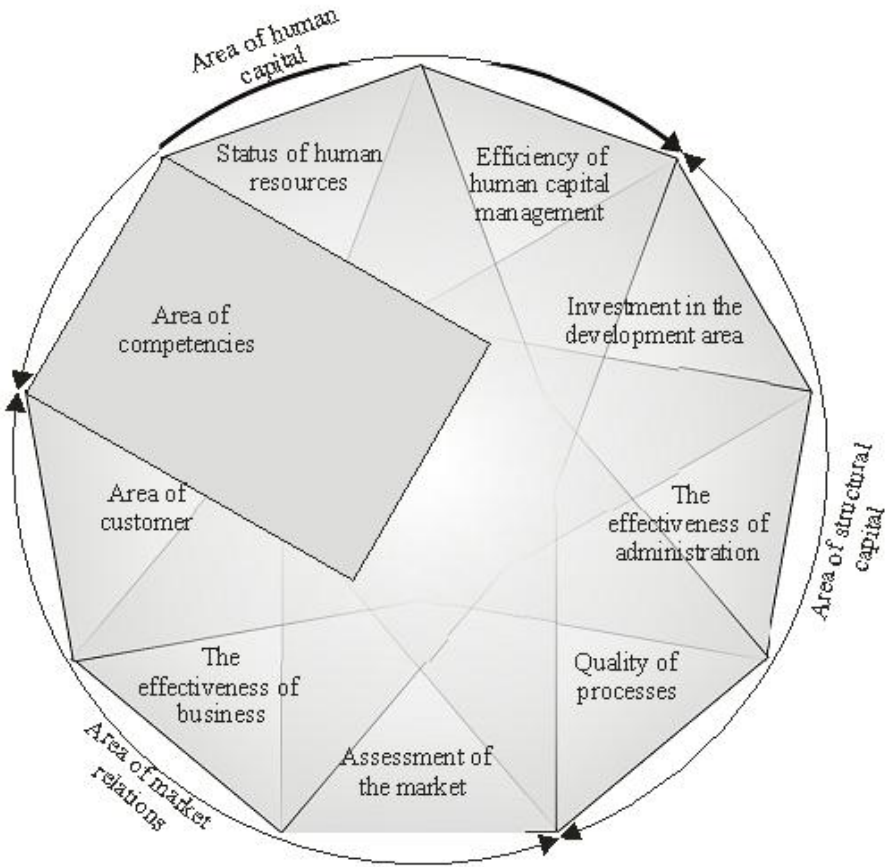 Area of human
capital
Status of human
resources
Efficiency of
human capital
management
Area of
competencies
Investment in the
development area
Area of
customer
The
effectiveness of
administration
Area of structural
capital
The
effectiveness of
business
Quality of
processes
Assessment of
the market
Area of market
relations